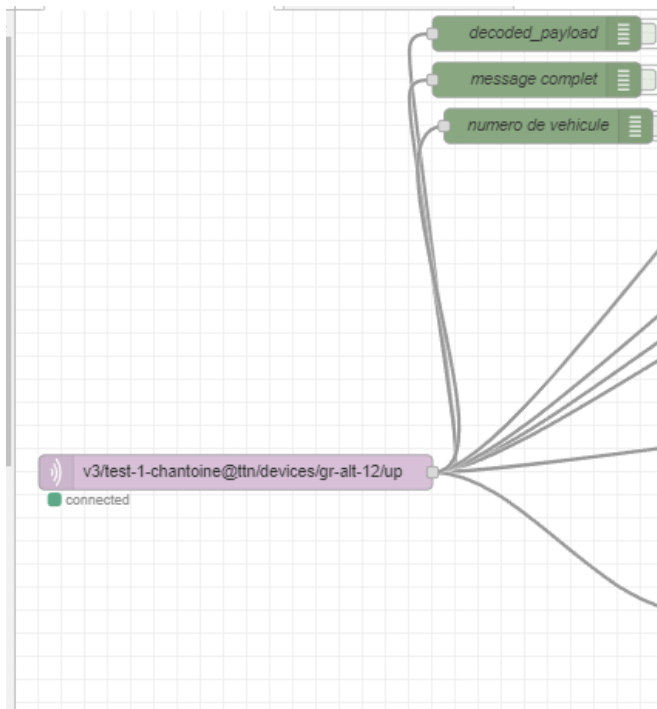 decoded_payload
message complet
numero de vehicule
v3/test-1-chantoine@ttn/devices/gr-alt-12/up
connected